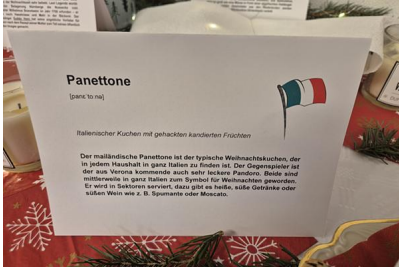 Panettone
[panɛˈtoːnə]
Italienischer Kuchen mit gehackten kandierten Früchten
Der mailändische Panettone ist der typische Weihnachtskuchen, der
in jedem Haushalt in ganz Italien zu finden ist. Der Gegenspieler ist
der aus Verona kommende auch sehr leckere Pandoro. Beide sind
mittlerweile in ganz Italien zum Symbol für Weihnachten geworden.
Er wird in Sektoren serviert, dazu gibt es heiße, süße Getränke oder
süßen Wein wie z. B. Spumante oder Moscato.